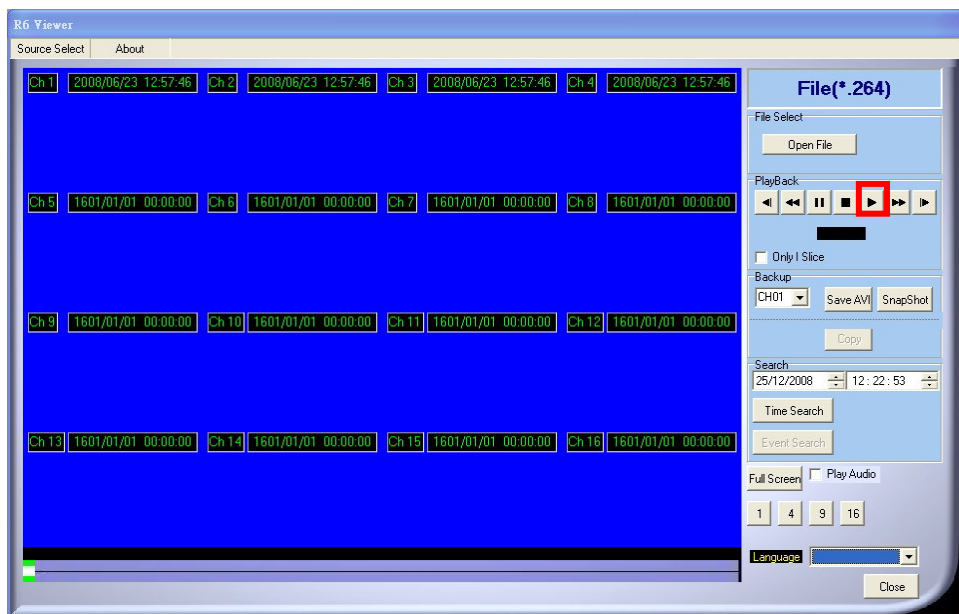 R6 Viewer
Source Select About
Ch 1 2008/06/23 12:57:46 Ch 2 2008/06/23 12:57:46 Ch 3 2008/06/23 12:57:46 Ch 4 2008/06/23 12:57:46
Ch 5 1601/01/01 00:00:00 Ch 6 1601/01/01 00:00:00 Ch 7 1601/01/01 00:00:00 Ch 8 1601/01/01 00:00:00
Ch 9 1601/01/01 00:00:00 Ch 10 1601/01/01 00:00:00 Ch 11 1601/01/01 00:00:00 Ch 12 1601/01/01 00:00:00
Ch 13 1601/01/01 00:00:00 Ch 14 1601/01/01 00:00:00 Ch 15 1601/01/01 00:00:00 Ch 16 1601/01/01 00:00:00
File(*.264)
File Select
Open File
PlayBack
Only I Slice
Backup
CH01 Save AVI SnapShot
Copy
Search
25/12/2008 12:22:53
Time Search
Event Search
Full Screen Play Audio
1 4 9 16
Language
Close